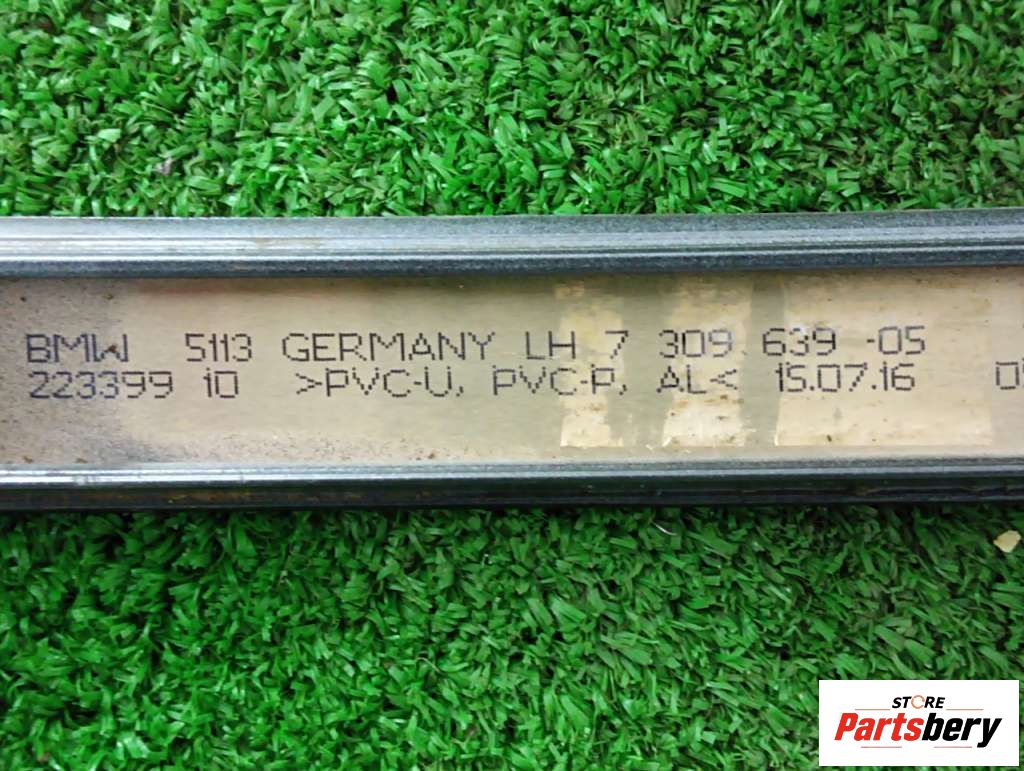 BMW 5113 GERMANY LH 7 309 639 -05
223399 10 >PVC-U, PVC-P, AL< 15.07.16
STORE
Partsbery